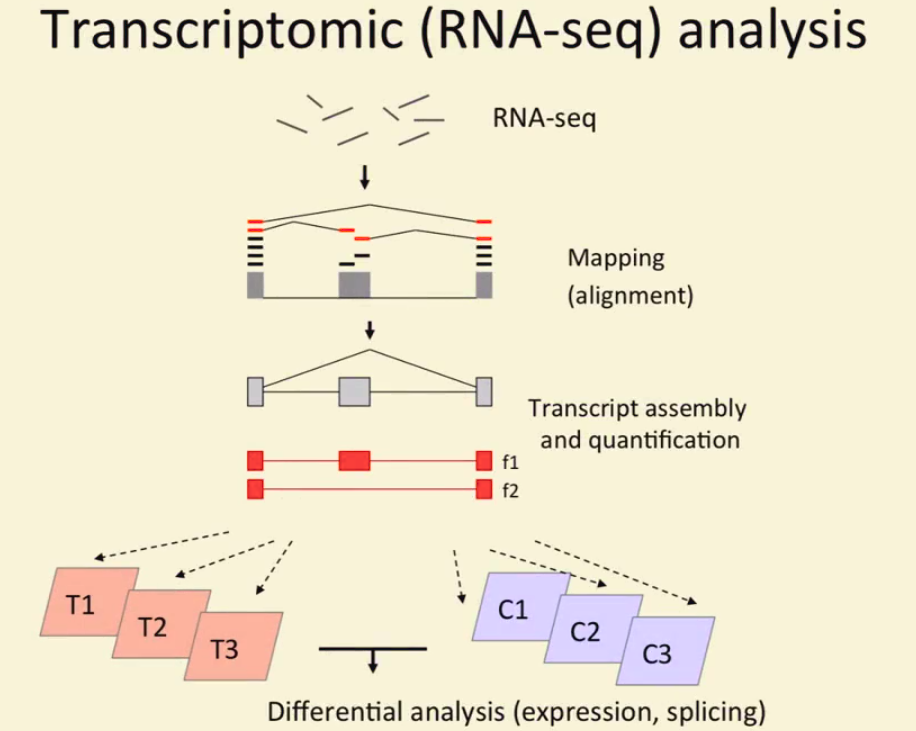 Transcriptomic (RNA-seq) analysis
RNA-seq
Mapping
(alignment)
Transcript assembly
and quantification
f1
f2
T1
T2
T3
C1
C2
C3
Differential analysis (expression, splicing)